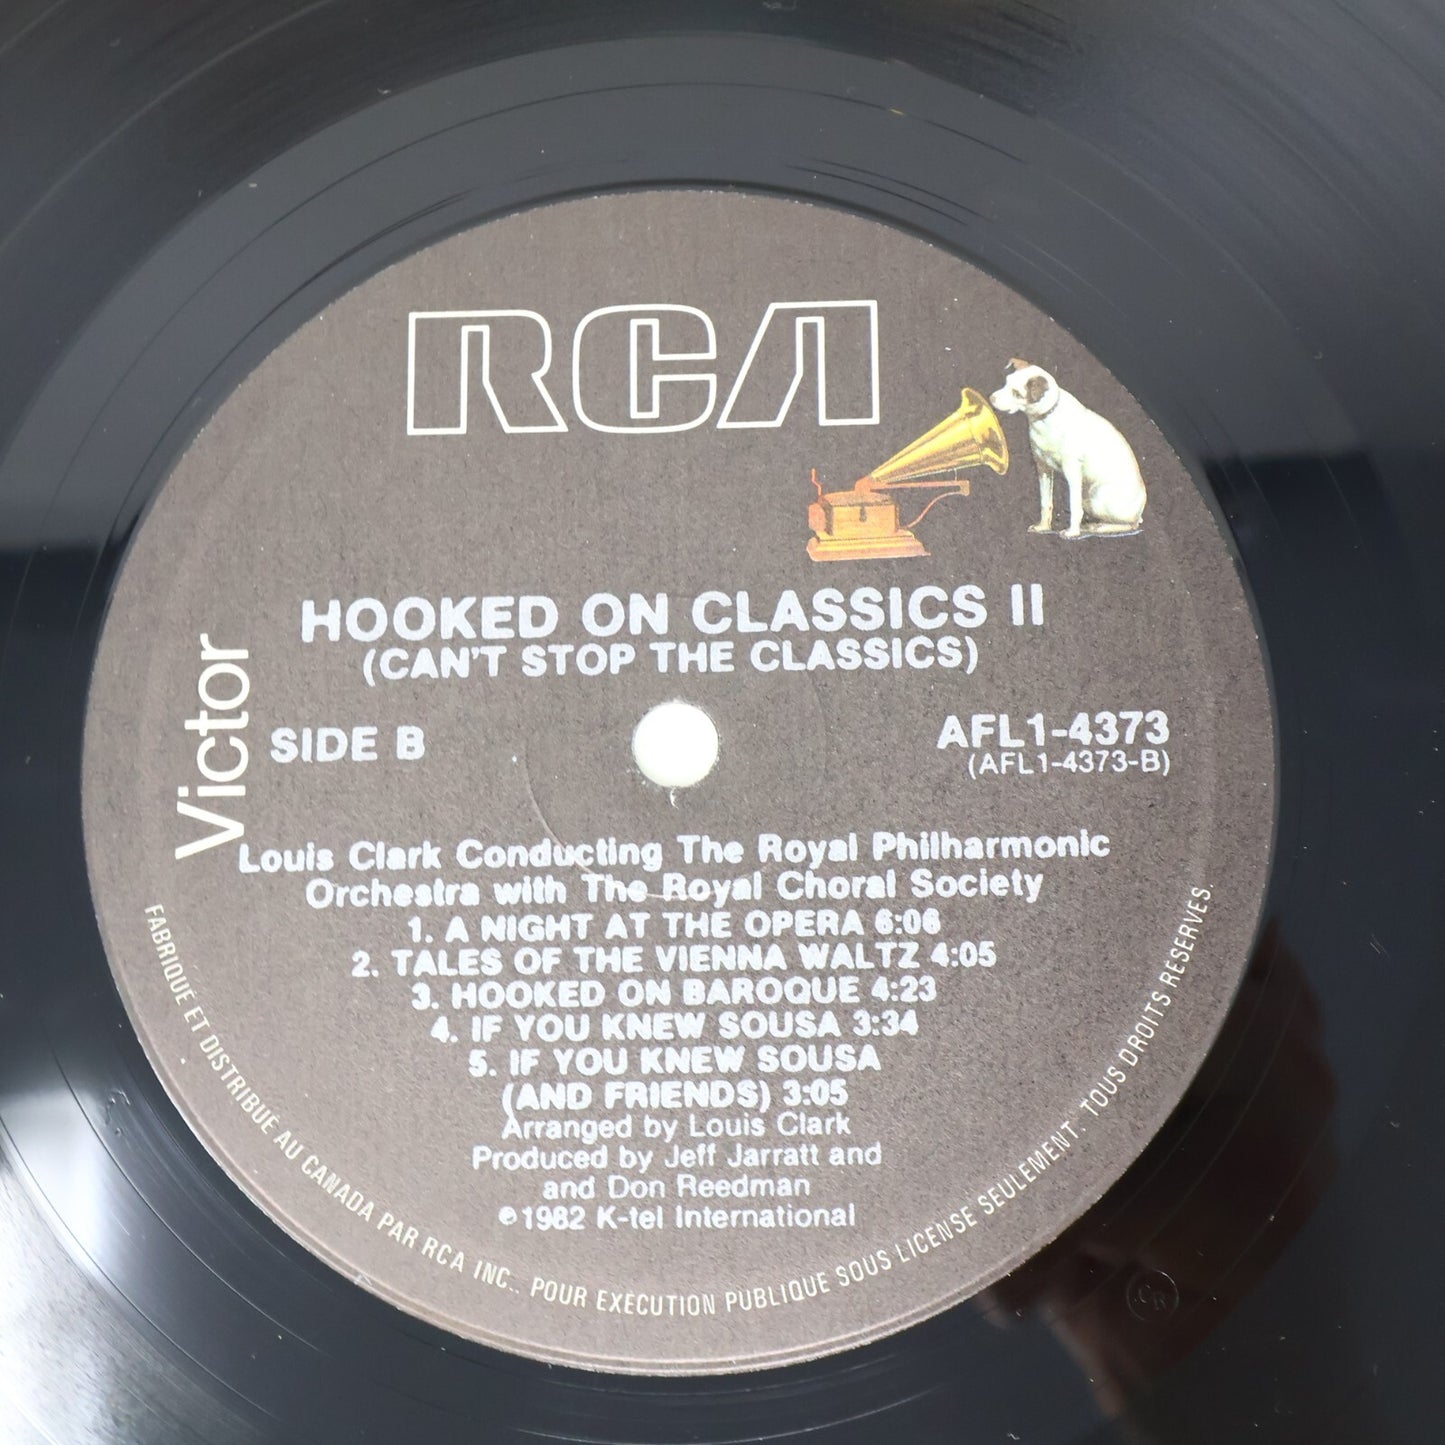 RCA
Victor
HOOKED ON CLASSICS II
(CAN'T STOP THE CLASSICS)
SIDE B
AFL1-4373
(AFL1-4373-B)
Louis Clark Conducting The Royal Philharmonic
Orchestra with The Royal Choral Society
1. A NIGHT AT THE OPERA 6:06
2. TALES OF THE VIENNA WALTZ 4:05
3. HOOKED ON BAROQUE 4:23
4. IF YOU KNEW SOUSA 3:34
5. IF YOU KNEW SOUSA
(AND FRIENDS) 3:05
Arranged by Louis Clark
Produced by Jeff Jarratt and
and Don Reedman
℗1982 K-tel International
FABRIQUÉ ET DISTRIBUÉ AU CANADA PAR RCA INC.. POUR EXÉCUTION PUBLIQUE SOUS LICENSE SEULEMENT. TOUS DROITS RESERVES.
CR